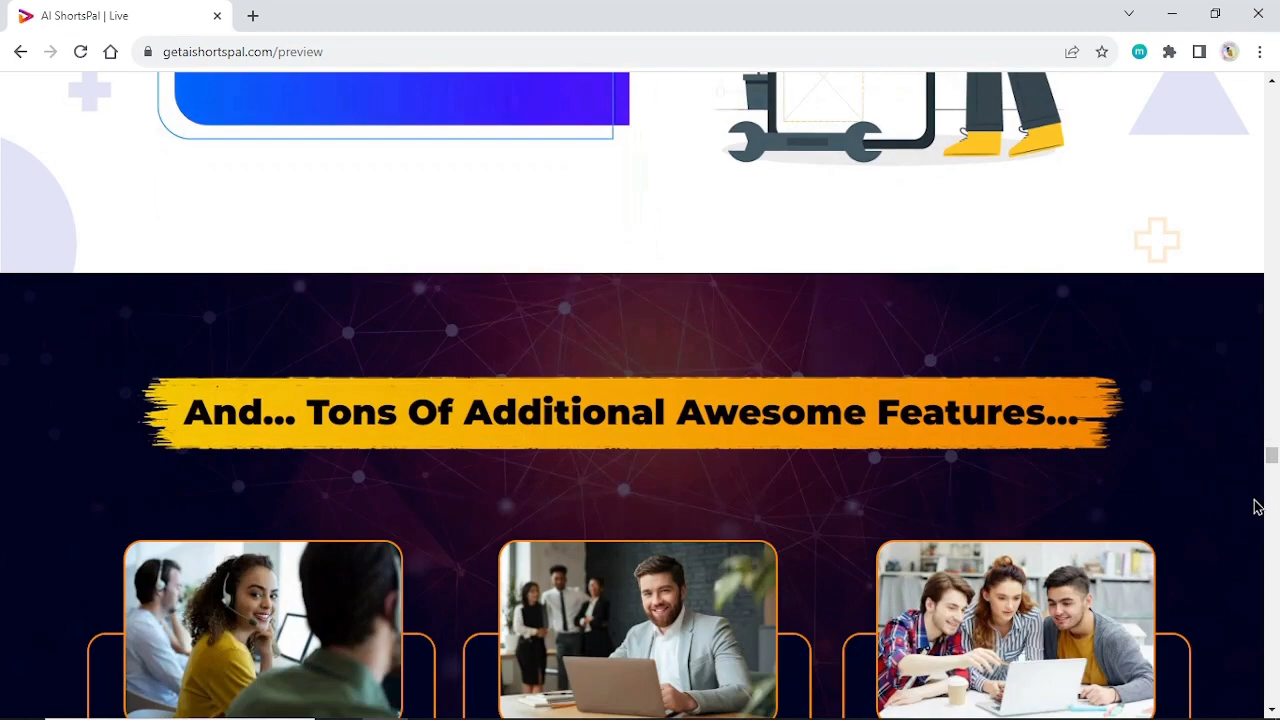 AI ShortsPal | Live
getaishortspal.com/preview
m
And... Tons Of Additional Awesome Features...